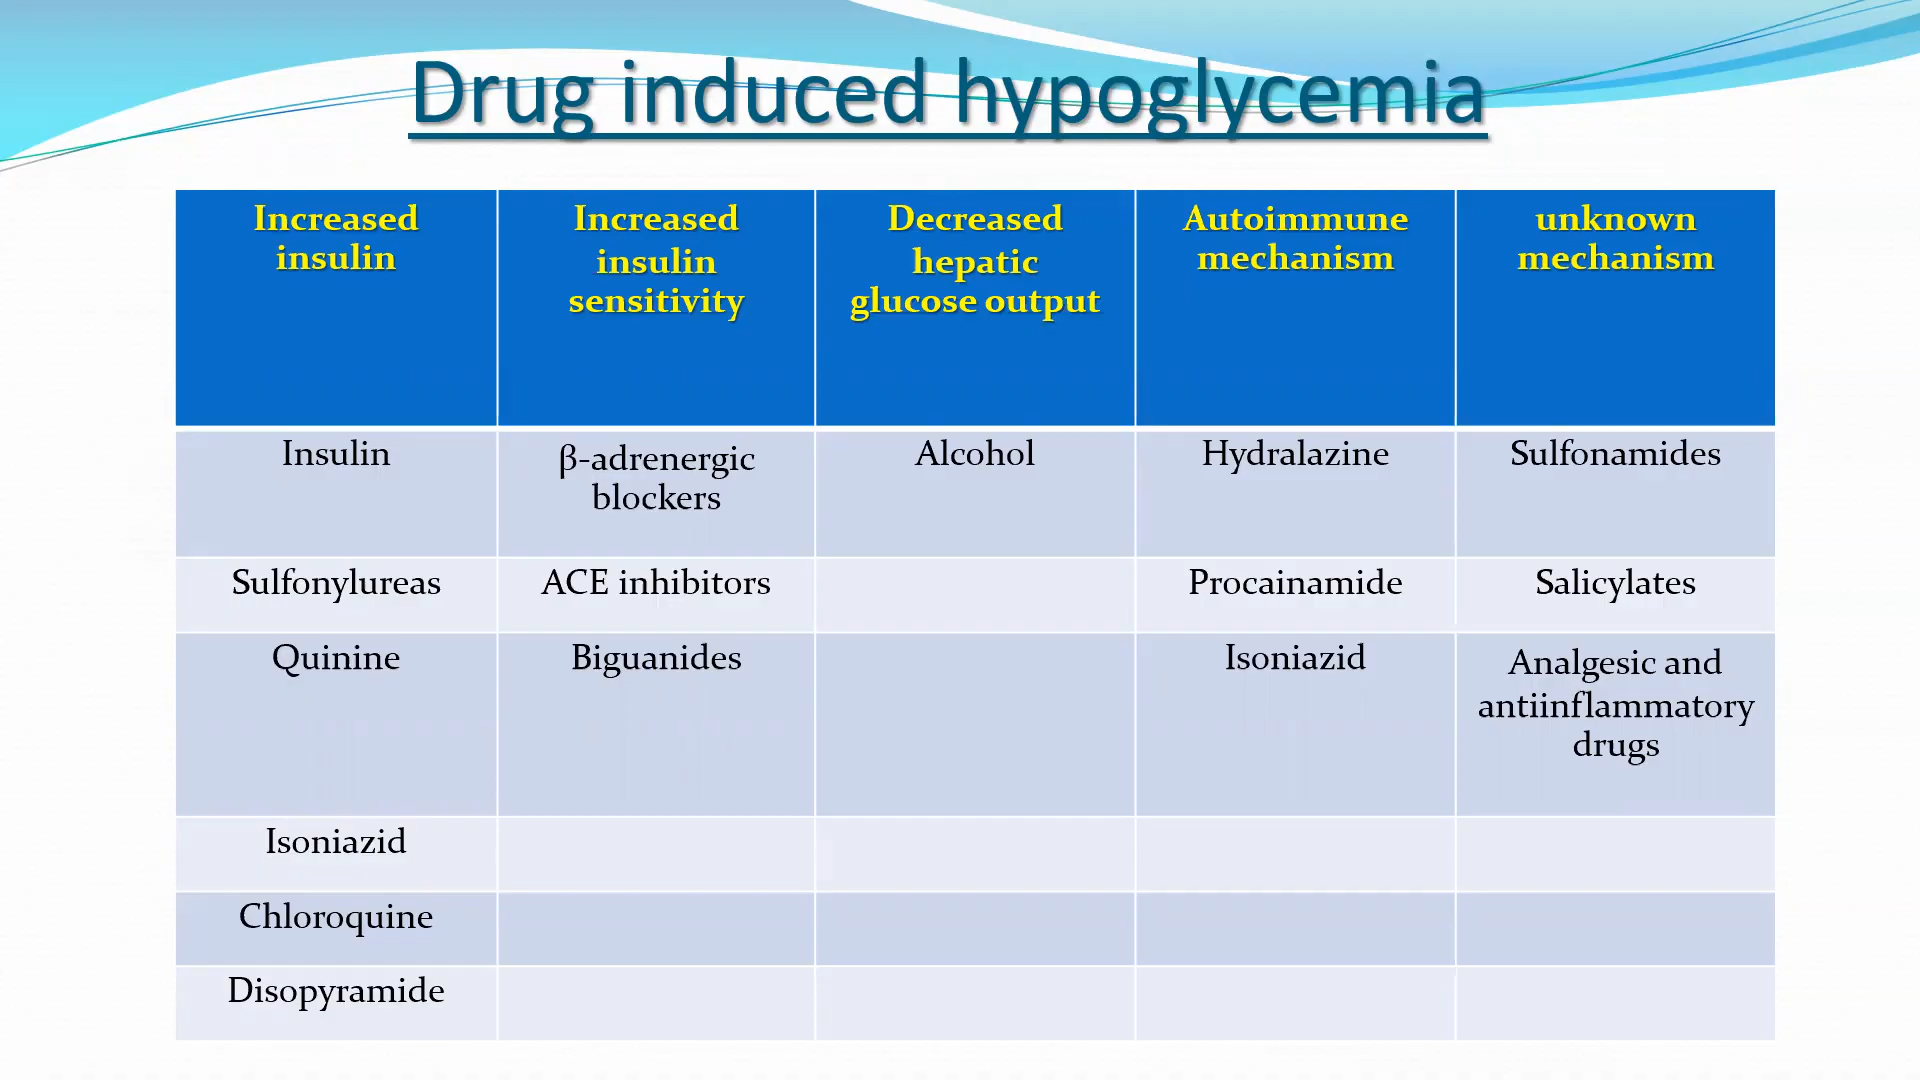 Drug induced hypoglycemia
Increased
insulin
Increased
insulin
sensitivity
Decreased
hepatic
glucose output
Autoimmune
mechanism
unknown
mechanism
Insulin
β-adrenergic
blockers
Alcohol
Hydralazine
Sulfonamides
Sulfonylureas
ACE inhibitors
Procainamide
Salicylates
Quinine
Biguanides
Isoniazid
Analgesic and
antiinflammatory
drugs
Isoniazid
Chloroquine
Disopyramide